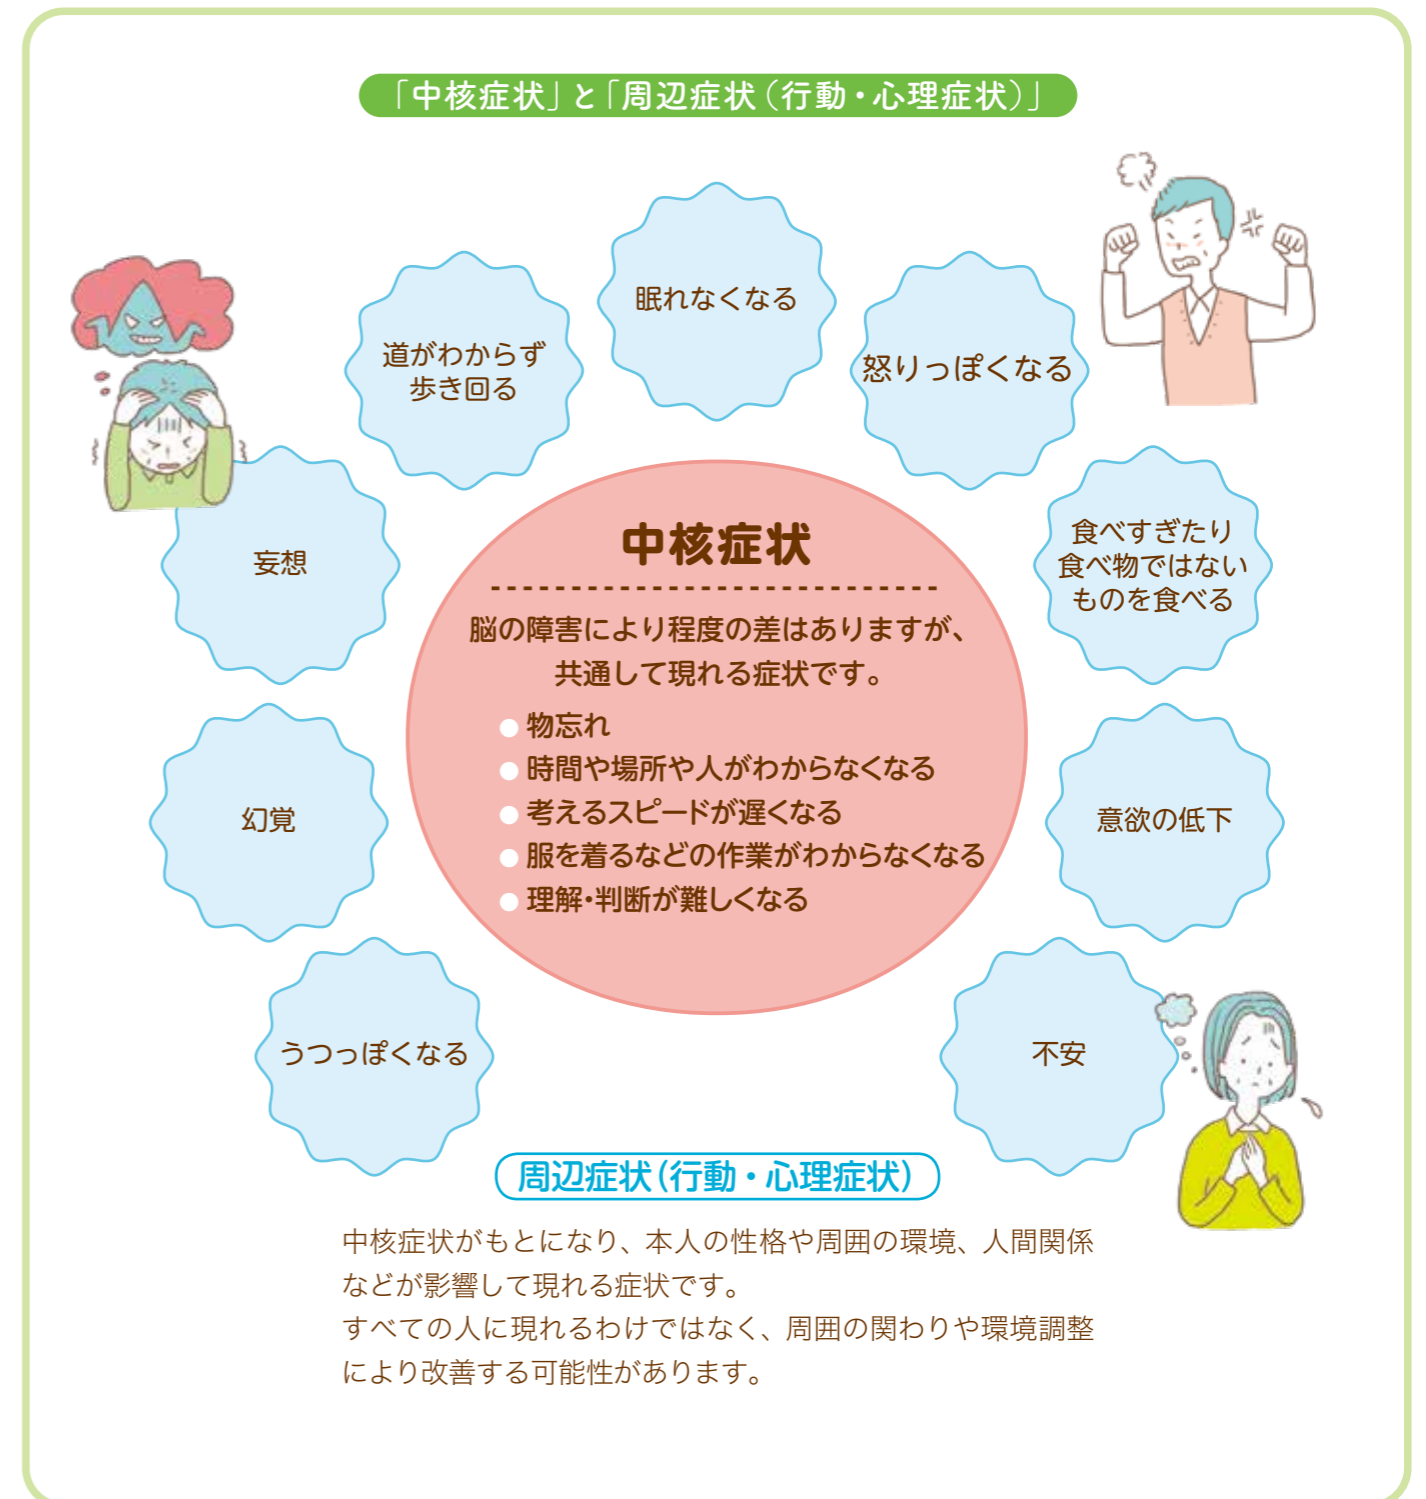 「中核症状」と「周辺症状（行動・心理症状）」
眠れなくなる
道がわからず
歩き回る
怒りっぽくなる
妄想
食べすぎたり
食べ物ではない
ものを食べる
幻覚
意欲の低下
うつっぽくなる
不安
中核症状
脳の障害により程度の差はありますが、
共通して現れる症状です。
● 物忘れ
● 時間や場所や人がわからなくなる
● 考えるスピードが遅くなる
● 服を着るなどの作業がわからなくなる
● 理解・判断が難しくなる
周辺症状（行動・心理症状）
中核症状がもとになり、本人の性格や周囲の環境、人間関係
などが影響して現れる症状です。
すべての人に現れるわけではなく、周囲の関わりや環境調整
により改善する可能性があります。